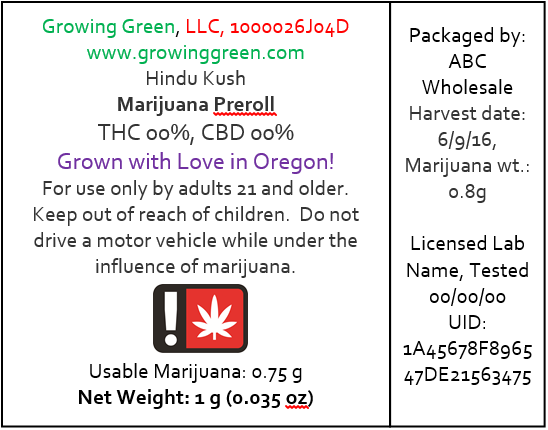 Growing Green, LLC, 1000026J04D
www.growinggreen.com
Hindu Kush
Marijuana Preroll
THC 00%, CBD 00%
Grown with Love in Oregon!
For use only by adults 21 and older.
Keep out of reach of children.  Do not
drive a motor vehicle while under the
influence of marijuana.
!
Usable Marijuana: 0.75 g
Net Weight: 1 g (0.035 oz)
Packaged by:
ABC
Wholesale
Harvest date:
6/9/16,
Marijuana wt.:
0.8g
Licensed Lab
Name, Tested
00/00/00
UID:
1A45678F8965
47DE21563475